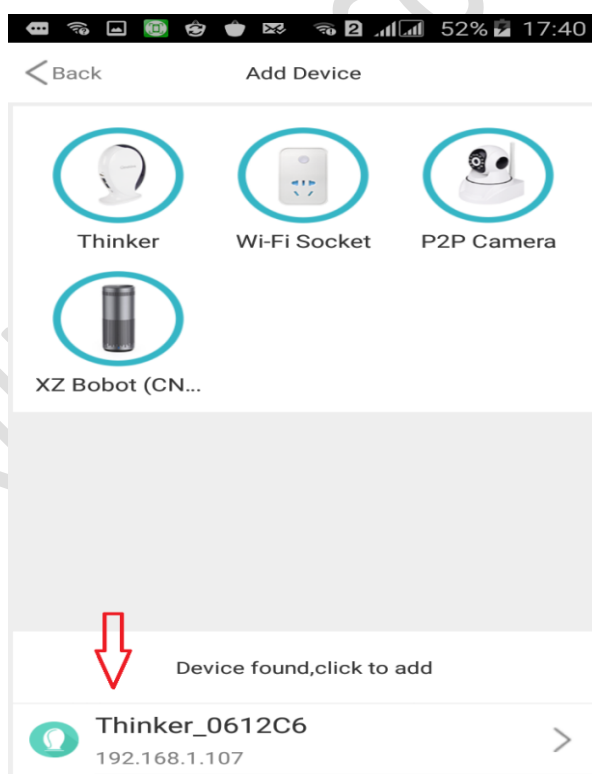 2 52% 17:40
Back Add Device
Thinker Wi-Fi Socket P2P Camera
XZ Bobot (CN...
Device found,click to add
Thinker_0612C6
192.168.1.107